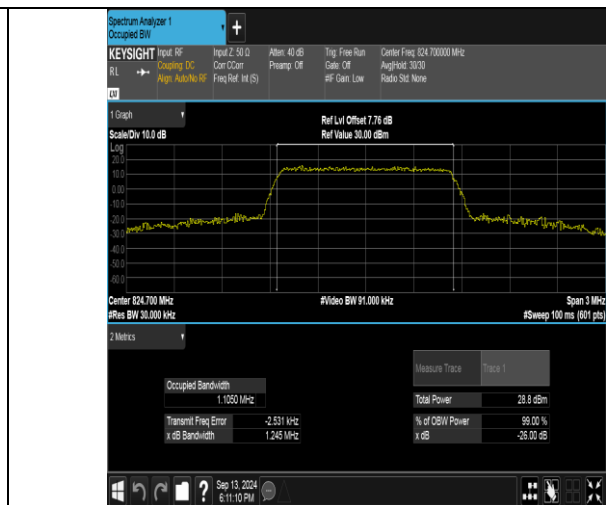 Spectrum Analyzer 1
Occupied BW
KEYSIGHT
RL
LXI
Input: RF
Coupling: DC
Align: Auto/No RF
Input Z: 50 Ω
Corr CCorr
Freq Ref: Int (S)
Atten: 40 dB
Preamp: Off
Trig: Free Run
Gate: Off
#IF Gain: Low
Center Freq: 824.700000 MHz
Avg|Hold: 30/30
Radio Std: None
1 Graph
Scale/Div 10.0 dB
Ref Lvl Offset 7.76 dB
Ref Value 30.00 dBm
Log
20.0
10.0
0.00
-10.0
-20.0
-30.0
-40.0
-50.0
-60.0
Center 824.700 MHz
#Res BW 30.000 kHz
#Video BW 91.000 kHz
Span 3 MHz
#Sweep 100 ms (601 pts)
2 Metrics
Measure Trace
Trace 1
Occupied Bandwidth
1.1050 MHz
Total Power
28.8 dBm
Transmit Freq Error
-2.531 kHz
% of OBW Power
99.00 %
x dB Bandwidth
1.245 MHz
x dB
-26.00 dB
?
Sep 13, 2024
6:11:10 PM